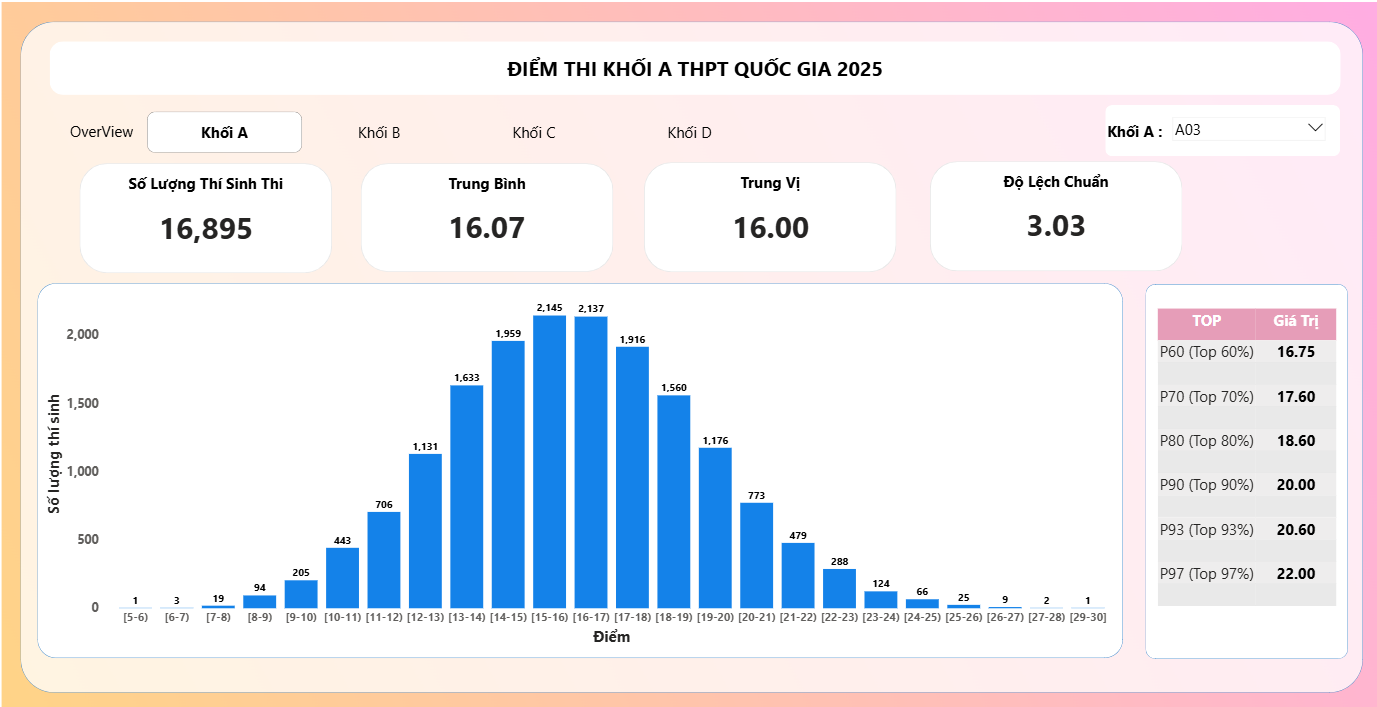 ĐIỂM THI KHỐI A THPT QUỐC GIA 2025
OverView Khối A Khối B Khối C Khối D
Khối A : A03
Số Lượng Thí Sinh Thi
16,895
Trung Bình
16.07
Trung Vị
16.00
Độ Lệch Chuẩn
3.03
Số lượng thí sinh
2,000
1,500
1,000
500
0
1 3 19 94 205 443 706 1,131 1,633 1,959 2,145 2,137 1,916 1,560 1,176 773 479 288 124 66 25 9 2 1
[5-6) [6-7) [7-8) [8-9) [9-10) [10-11) [11-12) [12-13) [13-14) [14-15) [15-16) [16-17) [17-18) [18-19) [19-20) [20-21) [21-22) [22-23) [23-24) [24-25) [25-26) [26-27) [27-28) [29-30]
Điểm
TOP Giá Trị
P60 (Top 60%) 16.75
P70 (Top 70%) 17.60
P80 (Top 80%) 18.60
P90 (Top 90%) 20.00
P93 (Top 93%) 20.60
P97 (Top 97%) 22.00